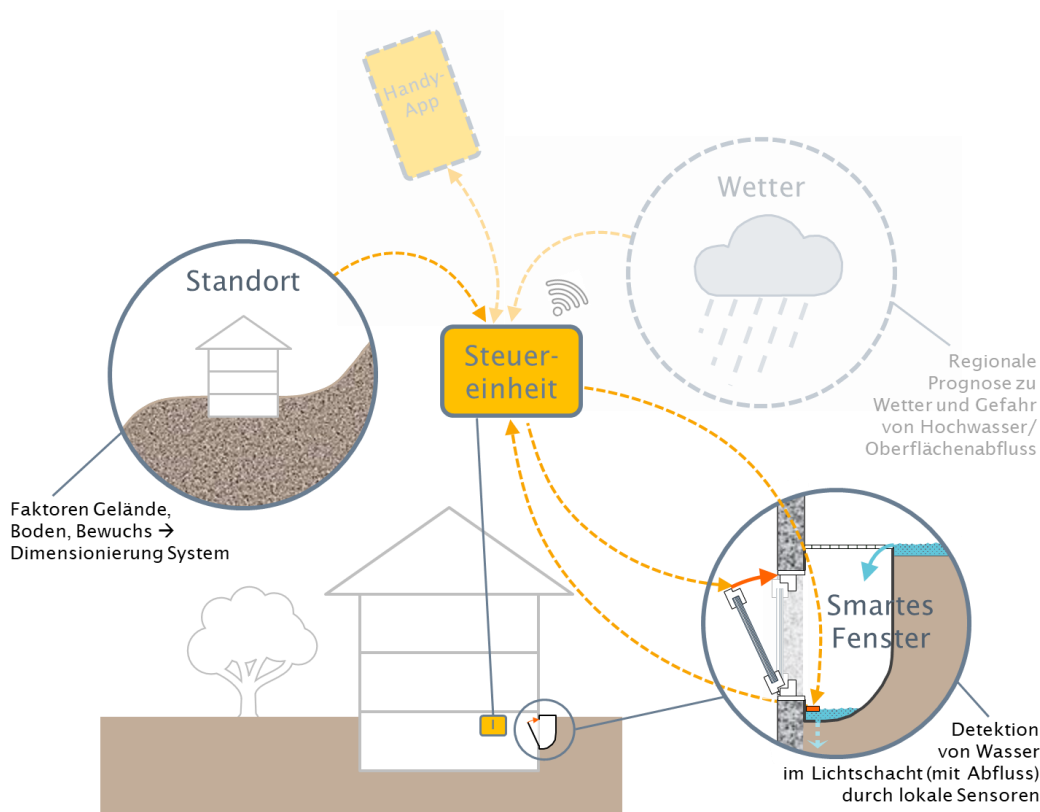 Handy-
App
Wetter
Standort
Steuer-
einheit
Regionale
Prognose zu
Wetter und Gefahr
von Hochwasser/
Oberflächenabfluss
Faktoren Gelände,
Boden, Bewuchs →
Dimensionierung System
Smartes
Fenster
Detektion
von Wasser
im Lichtschacht (mit Abfluss)
durch lokale Sensoren